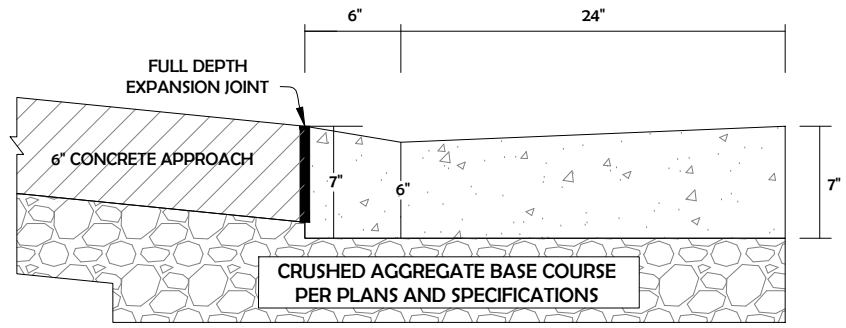 6"
24"
FULL DEPTH
EXPANSION JOINT
6" CONCRETE APPROACH
7"
6"
7"
CRUSHED AGGREGATE BASE COURSE
PER PLANS AND SPECIFICATIONS